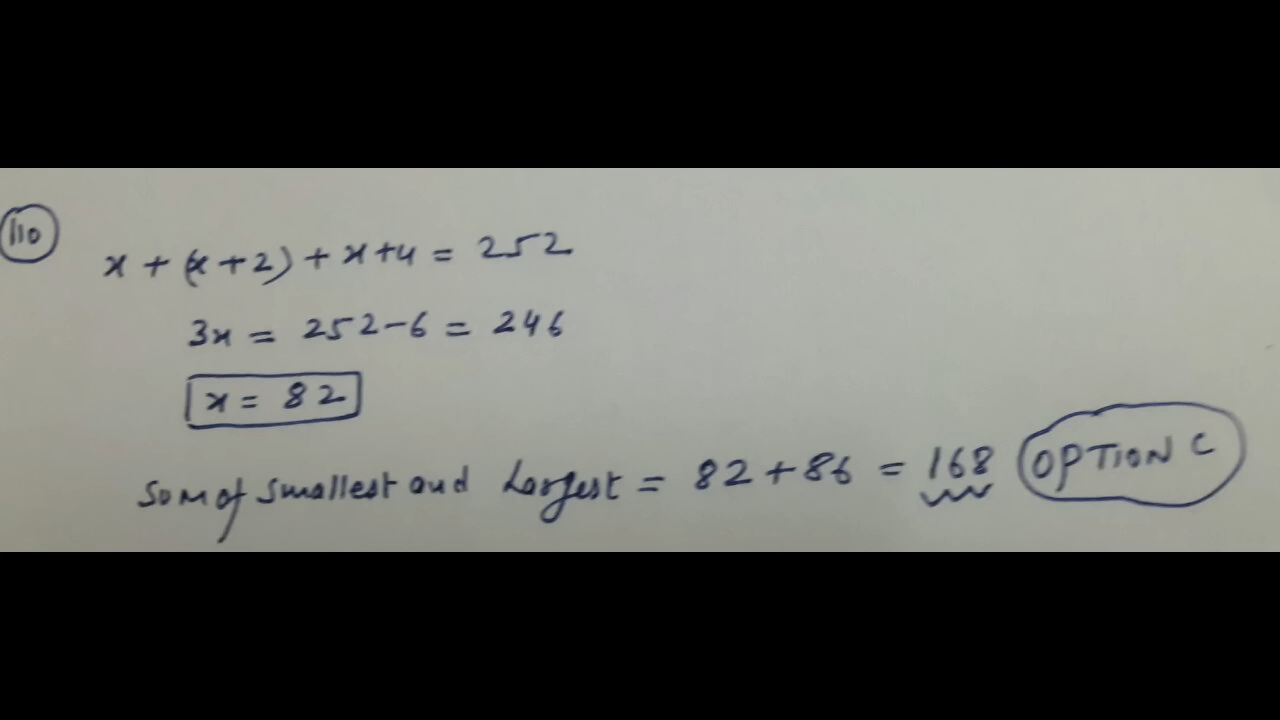 110
x + (x + 2) + x + 4 = 252
3x = 252 - 6 = 246
x = 82
Sum of smallest and Largest = 82 + 86 = 168 OPTION C